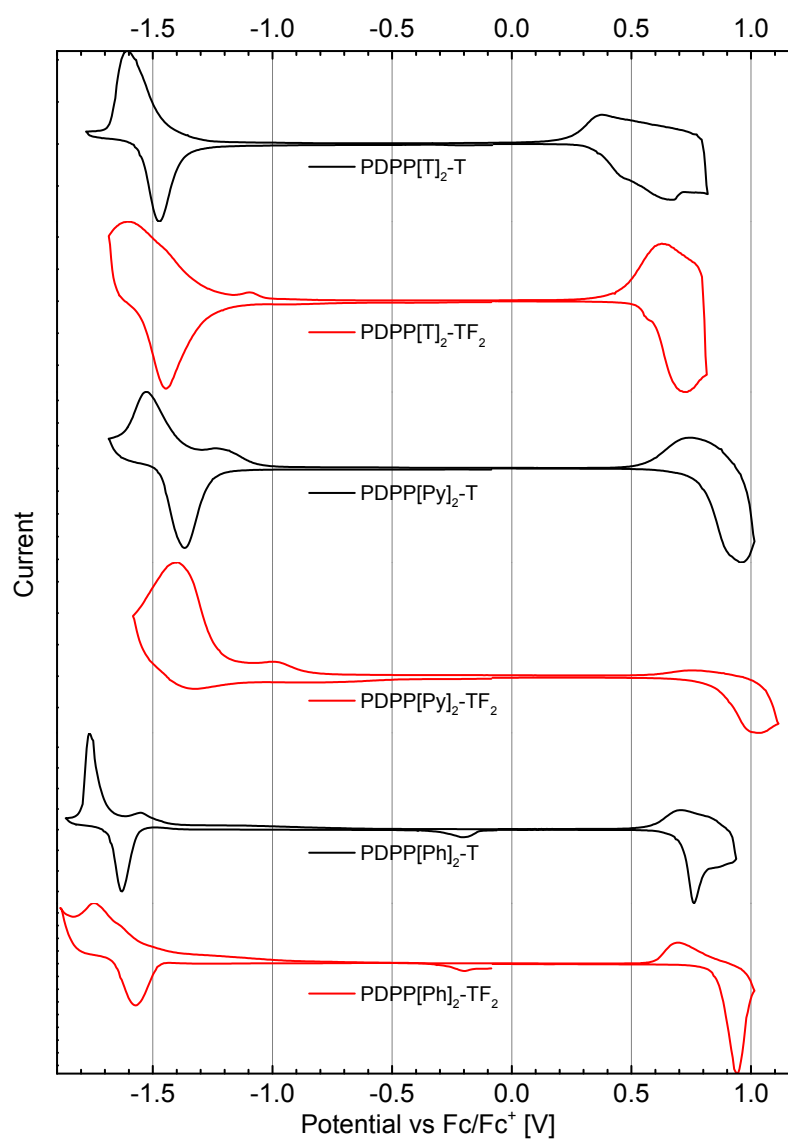 -1.5 -1.0 -0.5 0.0 0.5 1.0
PDPP[T]₂-T
PDPP[T]₂-TF₂
PDPP[Py]₂-T
Current
PDPP[Py]₂-TF₂
PDPP[Ph]₂-T
PDPP[Ph]₂-TF₂
-1.5 -1.0 -0.5 0.0 0.5 1.0
Potential vs Fc/Fc⁺ [V]